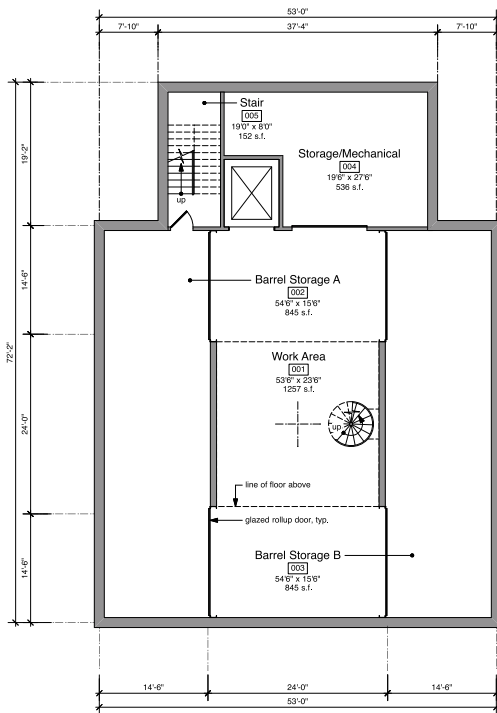 53'-0"
7'-10"
37'-4"
7'-10"
Stair
005
19'0" x 8'0"
152 s.f.
Storage/Mechanical
004
19'6" x 27'6"
536 s.f.
up
19'-2"
Barrel Storage A
002
54'6" x 15'6"
845 s.f.
14'-6"
72'-2"
Work Area
001
53'6" x 23'6"
1257 s.f.
up
24'-0"
line of floor above
glazed rollup door, typ.
Barrel Storage B
003
54'6" x 15'6"
845 s.f.
14'-6"
14'-6"
24'-0"
14'-6"
53'-0"